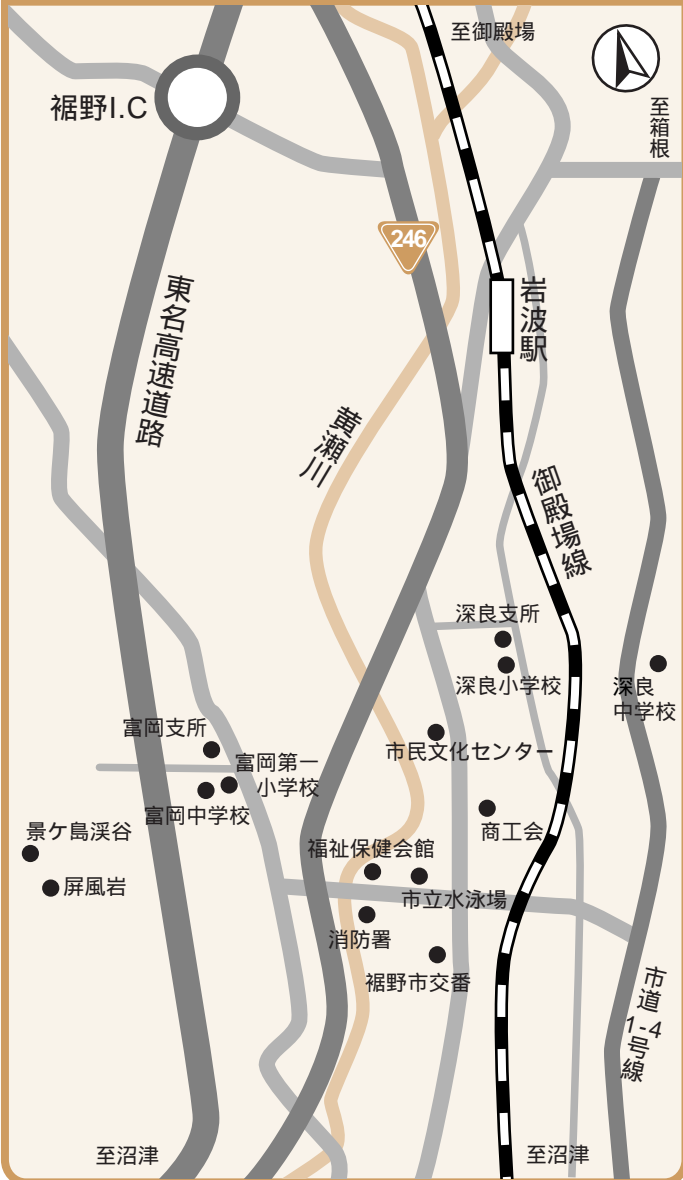 至御殿場
至箱根
裾野I.C
246
東名高速道路
岩波駅
黄瀬川
御殿場線
深良支所
深良小学校
深良
中学校
富岡支所
市民文化センター
富岡第一
小学校
富岡中学校
商工会
景ケ島渓谷
福祉保健会館
屏風岩
市立水泳場
消防署
裾野市交番
市道1-4号線
至沼津
至沼津